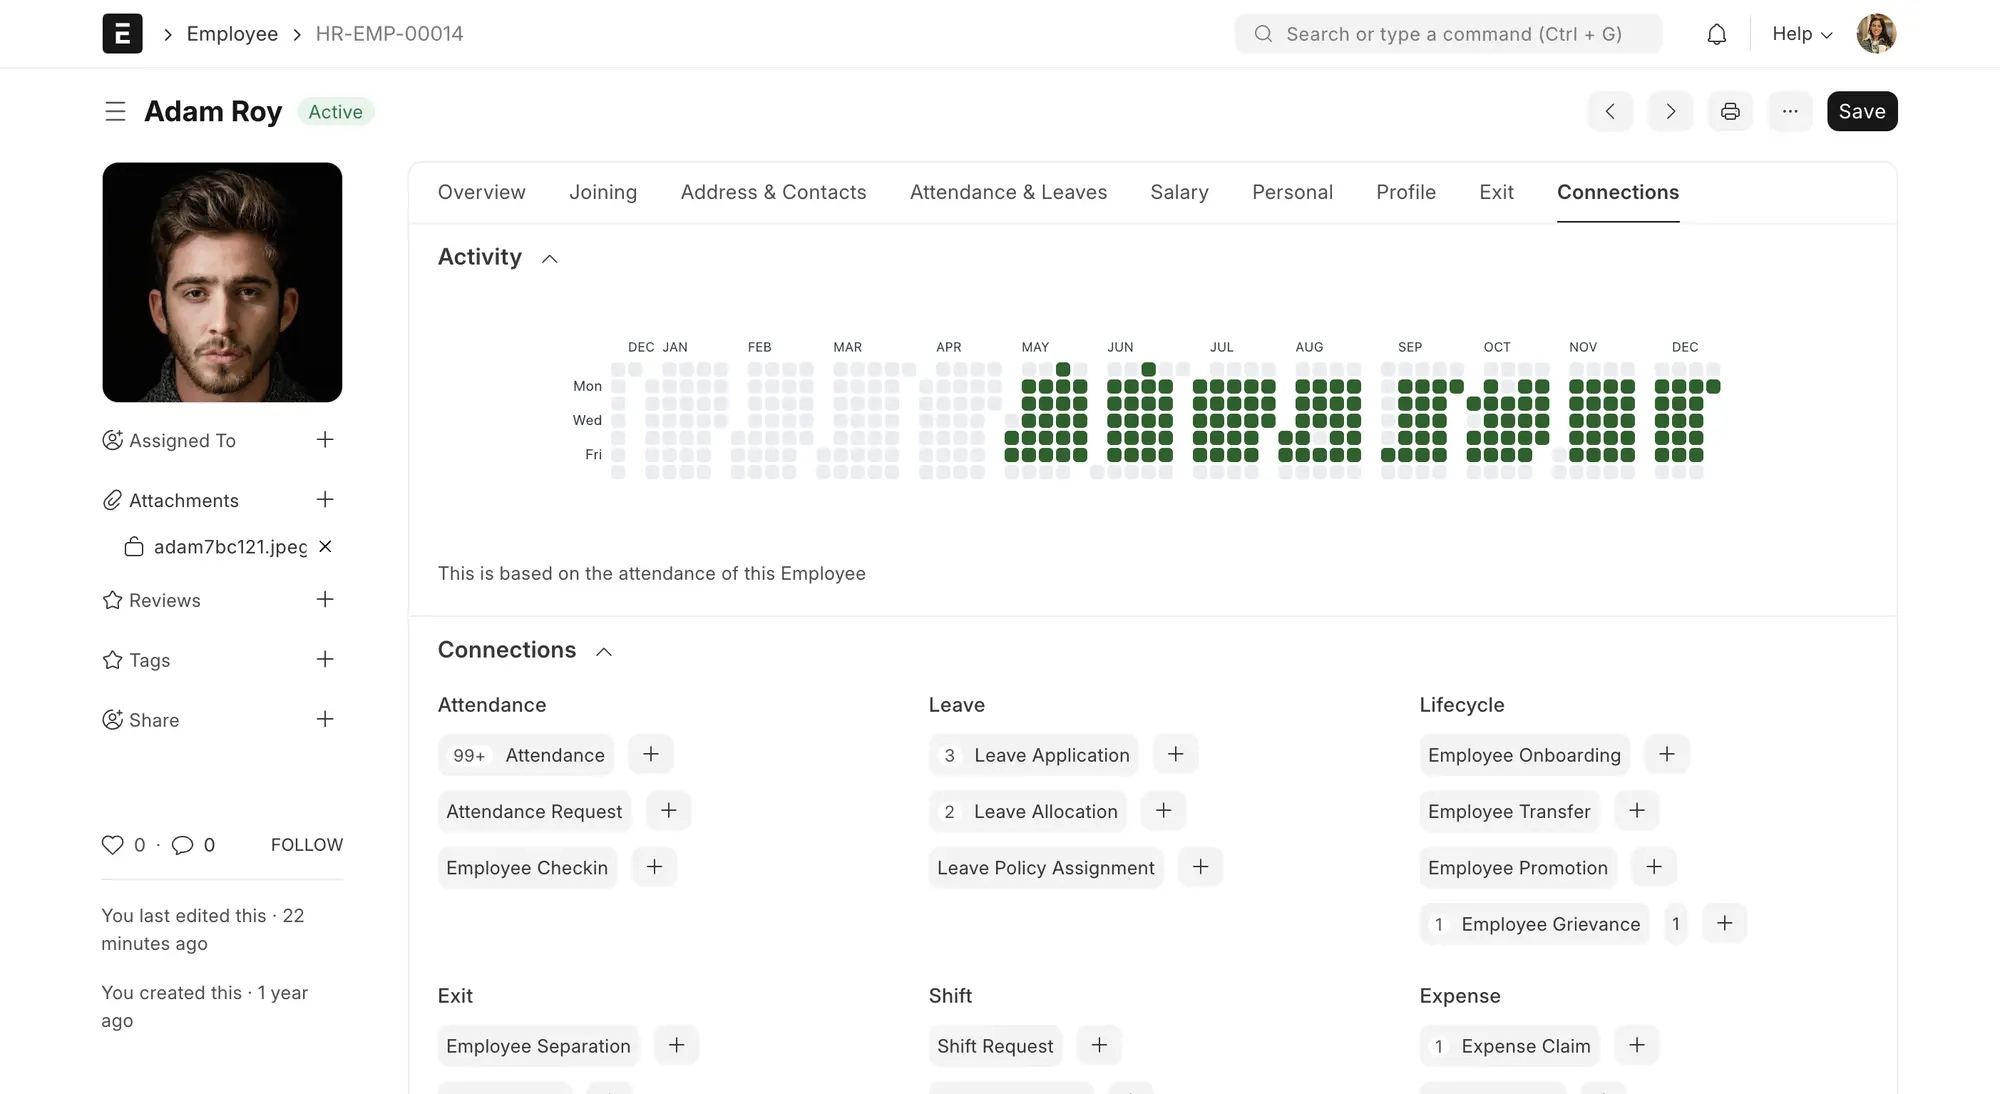 E
Employee
HR-EMP-00014
Search or type a command (Ctrl + G)
Help
Adam Roy
Active
Save
Assigned To
Attachments
adam7bc121.jpeg
Reviews
Tags
Share
0 · 0
FOLLOW
You last edited this · 22
minutes ago
You created this · 1 year
ago
Overview Joining Address & Contacts Attendance & Leaves Salary Personal Profile Exit Connections
Activity
DEC JAN FEB MAR APR MAY JUN JUL AUG SEP OCT NOV DEC
Mon
Wed
Fri
This is based on the attendance of this Employee
Connections
Attendance
99+ Attendance
Attendance Request
Employee Checkin
Leave
3 Leave Application
2 Leave Allocation
Leave Policy Assignment
Lifecycle
Employee Onboarding
Employee Transfer
Employee Promotion
1 Employee Grievance 1
Exit
Employee Separation
Shift
Shift Request
Expense
1 Expense Claim